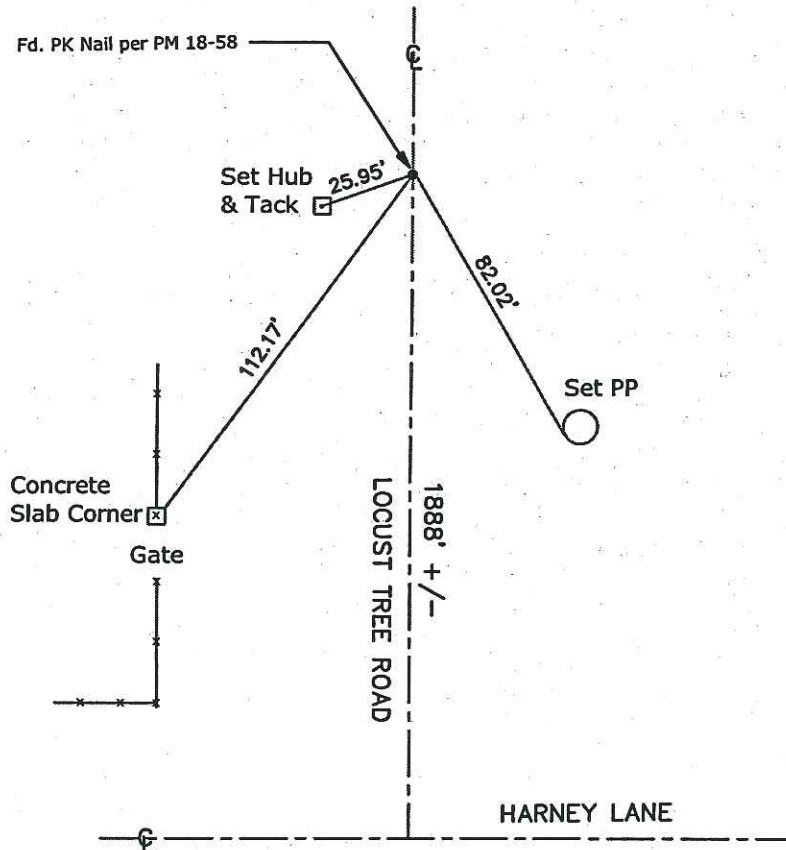 Fd. PK Nail per PM 18-58
℄
Set Hub
& Tack
25.95'
82.02'
112.17'
Set PP
Concrete
Slab Corner
Gate
1888' +/-
LOCUST TREE ROAD
HARNEY LANE
℄